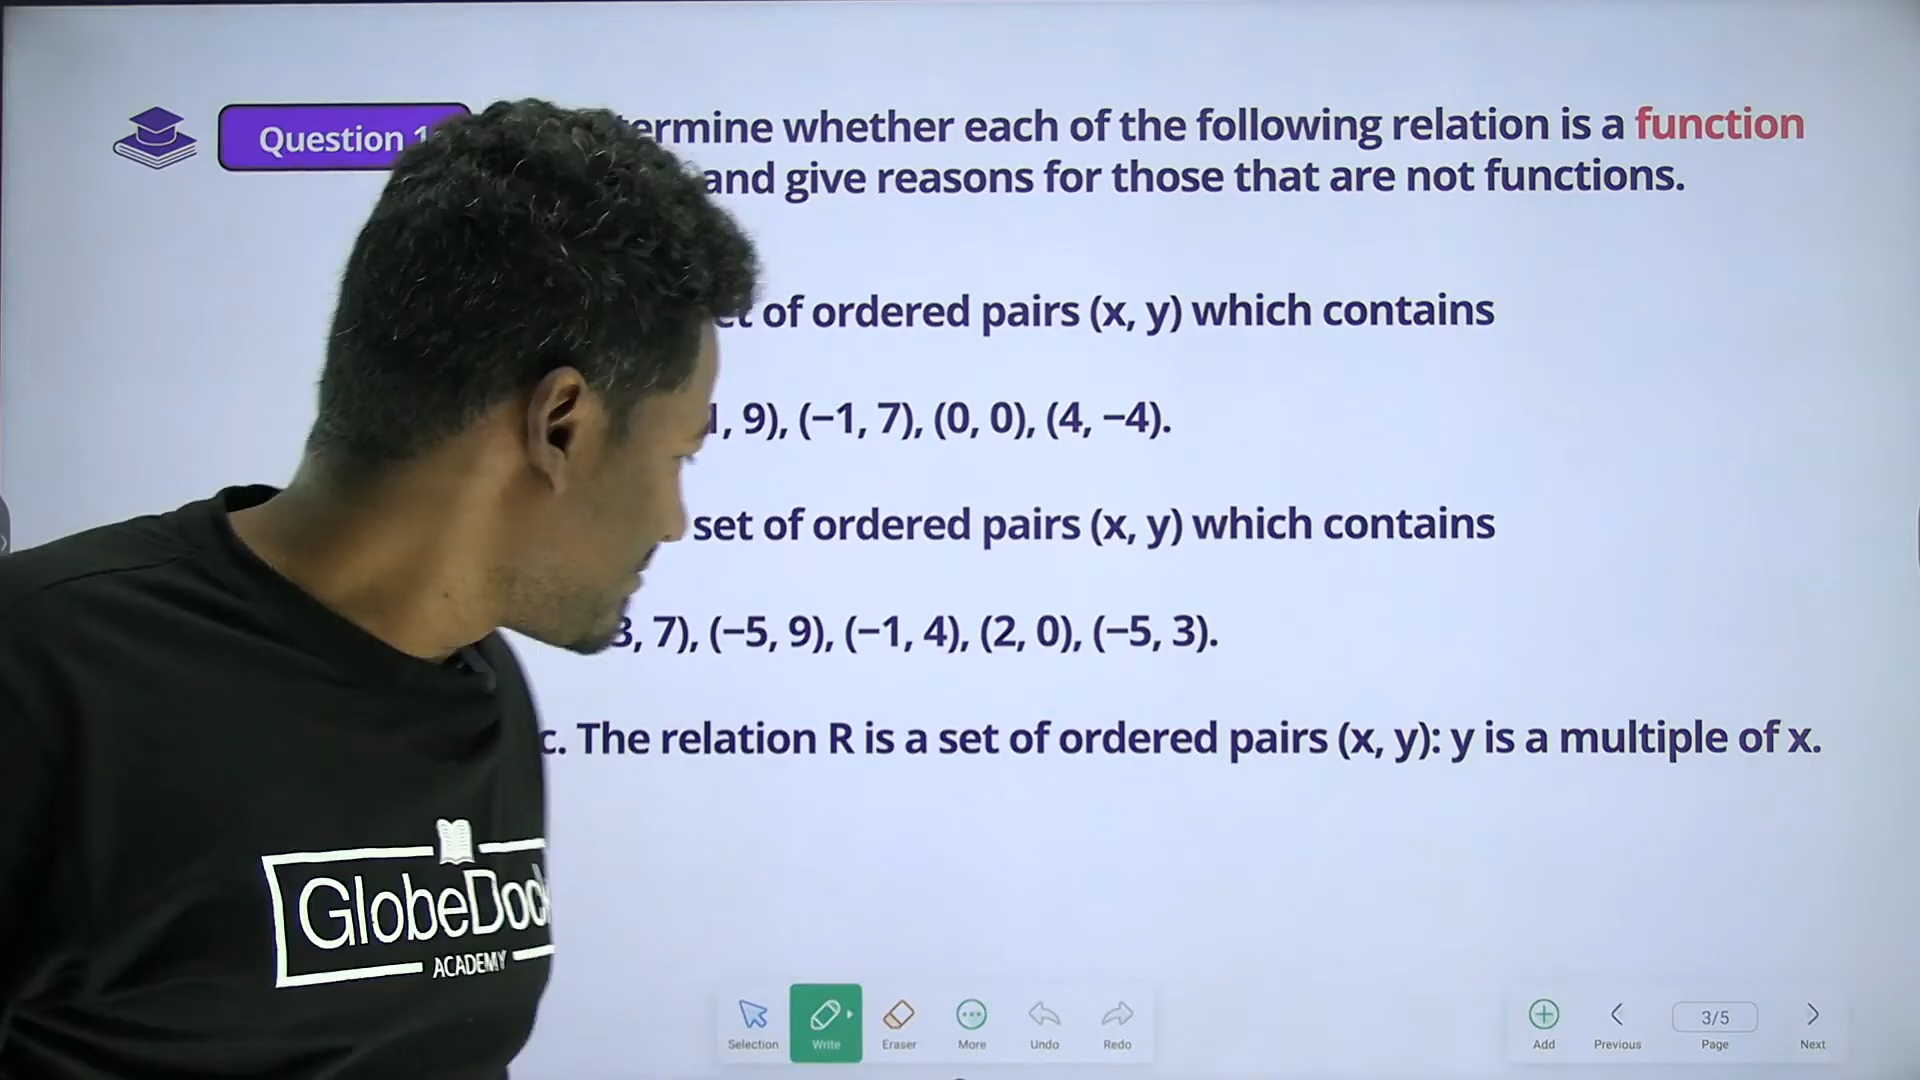 Question 1
ermine whether each of the following relation is a function
and give reasons for those that are not functions.
of ordered pairs (x, y) which contains
, 9), (−1, 7), (0, 0), (4, −4).
set of ordered pairs (x, y) which contains
3, 7), (−5, 9), (−1, 4), (2, 0), (−5, 3).
c. The relation R is a set of ordered pairs (x, y): y is a multiple of x.
GlobeDoc
ACADEMY
Selection Write Eraser More Undo Redo Add Previous 3/5 Page Next